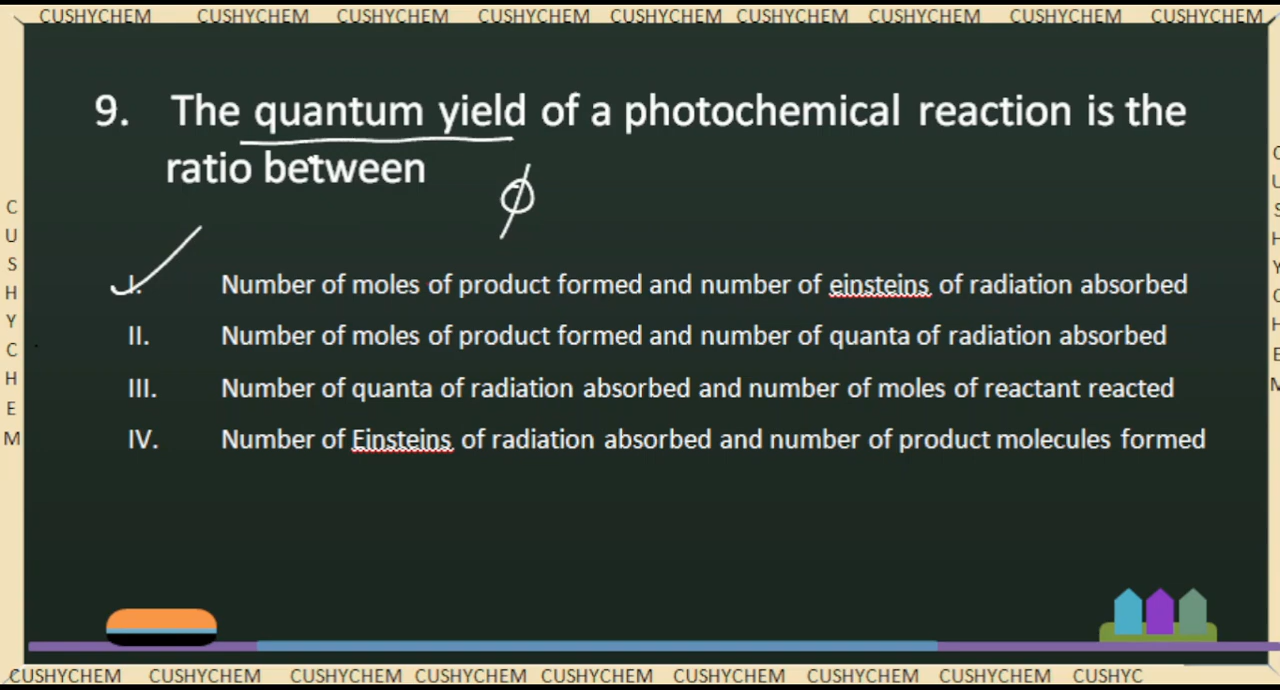 CUSHYCHEM CUSHYCHEM CUSHYCHEM CUSHYCHEM CUSHYCHEM CUSHYCHEM CUSHYCHEM CUSHYCHEM CUSHYCHEM
9. The quantum yield of a photochemical reaction is the
ratio between
ϕ
I. Number of moles of product formed and number of einsteins of radiation absorbed
II. Number of moles of product formed and number of quanta of radiation absorbed
III. Number of quanta of radiation absorbed and number of moles of reactant reacted
IV. Number of Einsteins of radiation absorbed and number of product molecules formed
C
U
S
H
Y
C
H
E
M
C
U
S
H
Y
C
H
E
M
CUSHYCHEM CUSHYCHEM CUSHYCHEM CUSHYCHEM CUSHYCHEM CUSHYCHEM CUSHYCHEM CUSHYCHEM CUSHYC